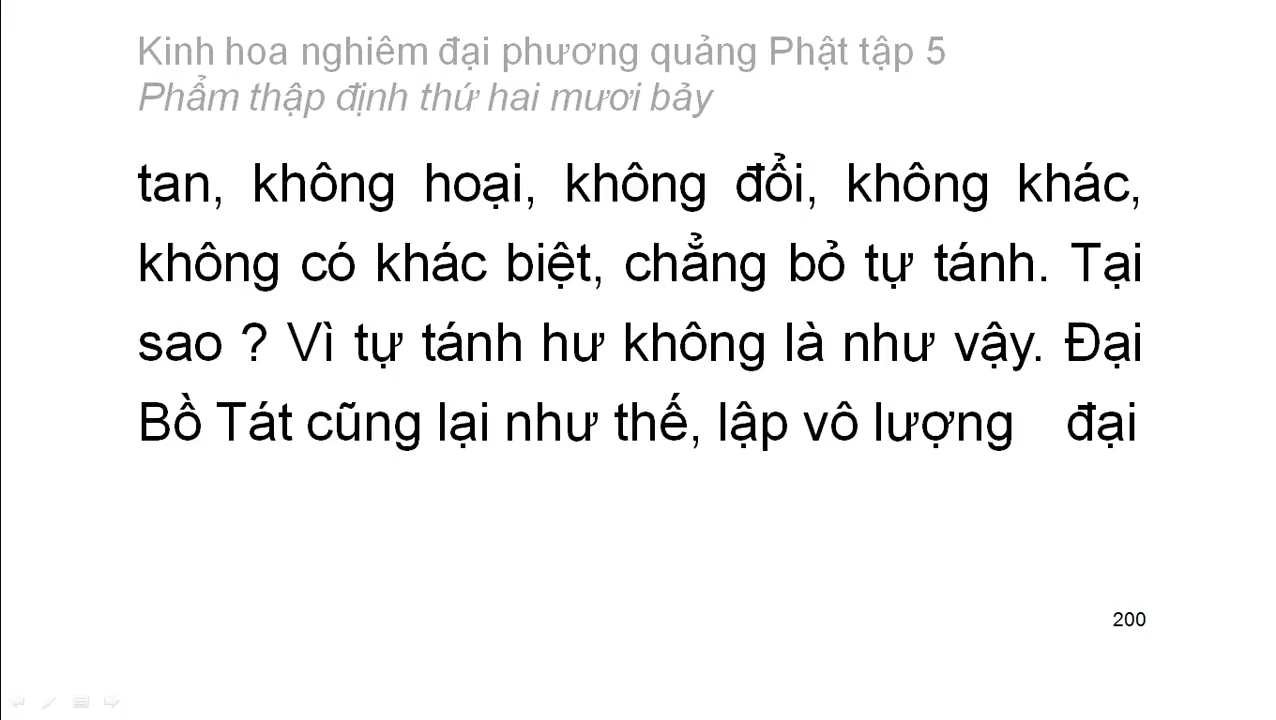 Kinh hoa nghiêm đại phương quảng Phật tập 5
Phẩm thập định thứ hai mươi bảy
tan, không hoại, không đổi, không khác,
không có khác biệt, chẳng bỏ tự tánh. Tại
sao ? Vì tự tánh hư không là như vậy. Đại
Bồ Tát cũng lại như thế, lập vô lượng đại
200